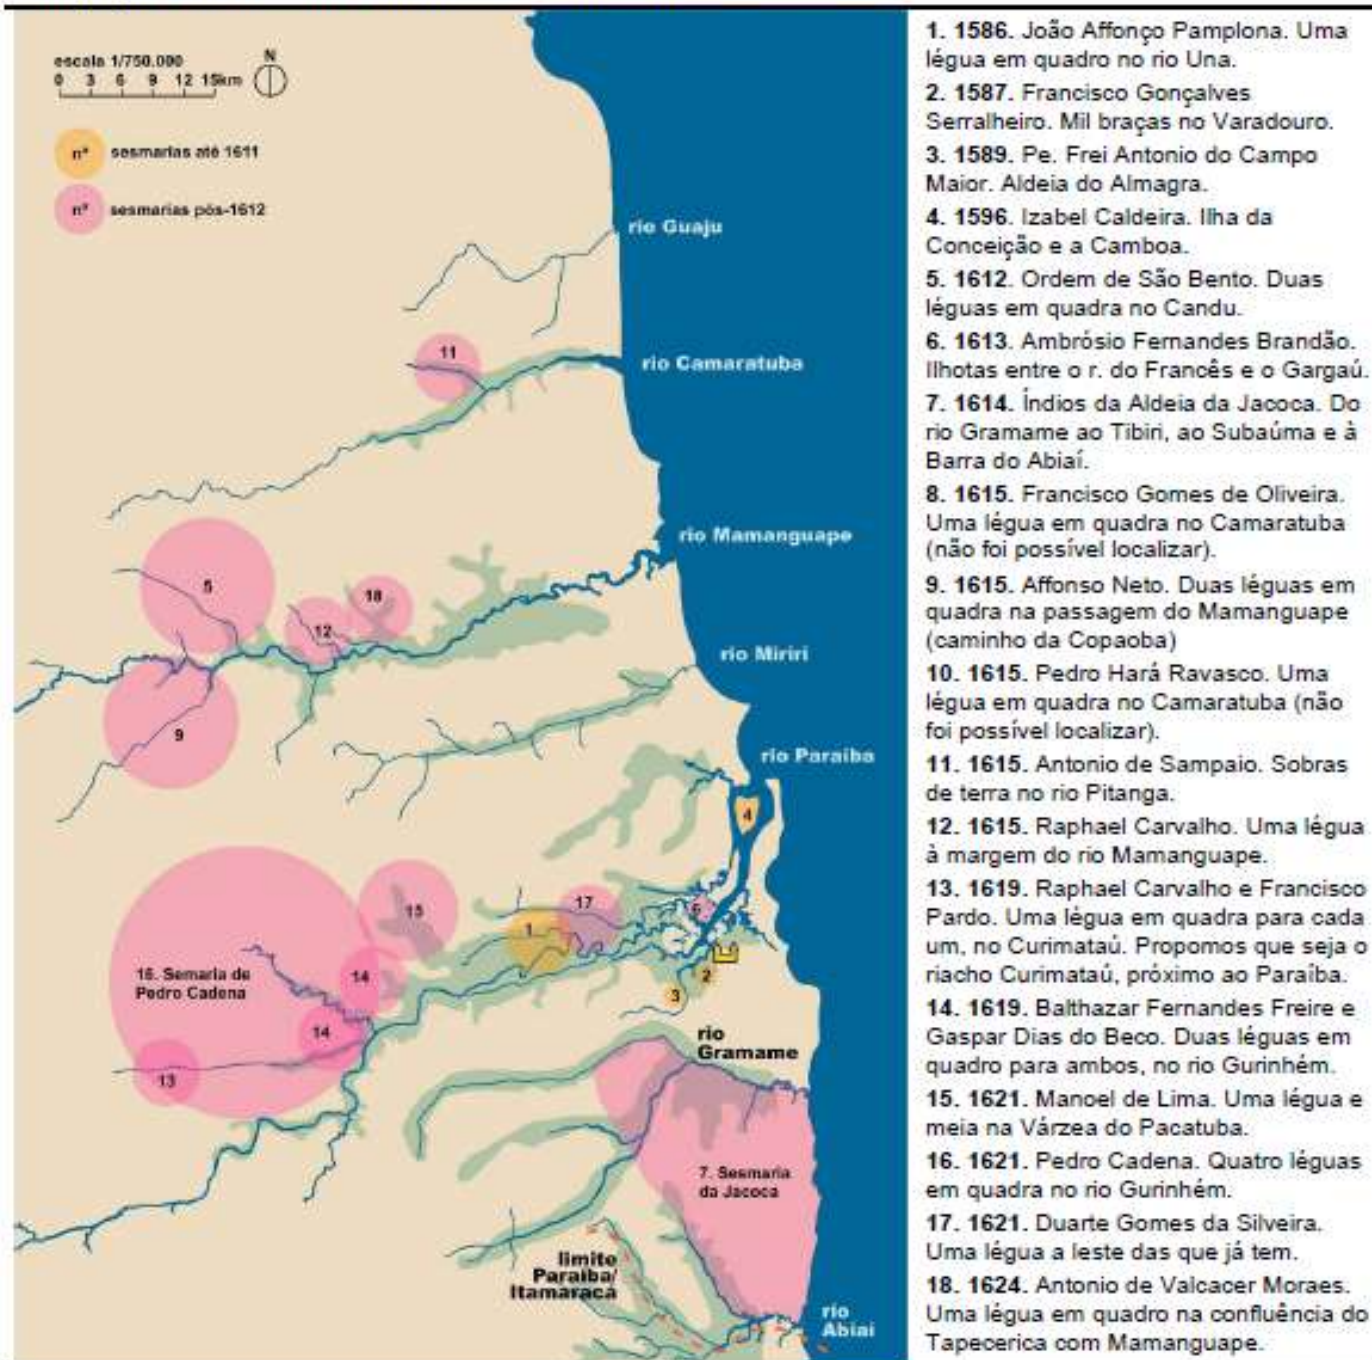 escala 1/750.000
N
0 3 6 9 12 15km
nº sesmarias até 1611
nº sesmarias pós-1612
rio Guaju
11
rio Camaratuba
rio Mamanguape
5
18
12
rio Miriri
9
rio Paraíba
4
15
17
6
1
16. Semaria de
Pedro Cadena
14
2
3
14
rio
Gramame
13
7. Sesmaria
da Jacoca
limite
Paraíba/
Itamaracá
rio
Abiaí
1. 1586. João Affonço Pamplona. Uma
légua em quadro no rio Una.
2. 1587. Francisco Gonçalves
Serralheiro. Mil braças no Varadouro.
3. 1589. Pe. Frei Antonio do Campo
Maior. Aldeia do Almagra.
4. 1596. Izabel Caldeira. Ilha da
Conceição e a Camboa.
5. 1612. Ordem de São Bento. Duas
léguas em quadra no Candu.
6. 1613. Ambrósio Fernandes Brandão.
Ilhotas entre o r. do Francês e o Gargaú.
7. 1614. Índios da Aldeia da Jacoca. Do
rio Gramame ao Tibiri, ao Subaúma e à
Barra do Abiaí.
8. 1615. Francisco Gomes de Oliveira.
Uma légua em quadra no Camaratuba
(não foi possível localizar).
9. 1615. Affonso Neto. Duas léguas em
quadra na passagem do Mamanguape
(caminho da Copaoba)
10. 1615. Pedro Hará Ravasco. Uma
légua em quadra no Camaratuba (não
foi possível localizar).
11. 1615. Antonio de Sampaio. Sobras
de terra no rio Pitanga.
12. 1615. Raphael Carvalho. Uma légua
à margem do rio Mamanguape.
13. 1619. Raphael Carvalho e Francisco
Pardo. Uma légua em quadra para cada
um, no Curimataú. Propomos que seja o
riacho Curimataú, próximo ao Paraíba.
14. 1619. Balthazar Fernandes Freire e
Gaspar Dias do Beco. Duas léguas em
quadro para ambos, no rio Gurinhém.
15. 1621. Manoel de Lima. Uma légua e
meia na Várzea do Pacatuba.
16. 1621. Pedro Cadena. Quatro léguas
em quadra no rio Gurinhém.
17. 1621. Duarte Gomes da Silveira.
Uma légua a leste das que já tem.
18. 1624. Antonio de Valcacer Moraes.
Uma légua em quadro na confluência do
Tapecerica com Mamanguape.